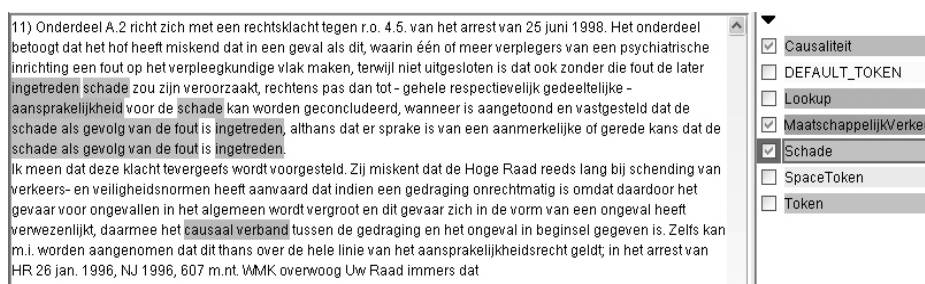 11) Onderdeel A.2 richt zich met een rechtsklacht tegen r.o. 4.5. van het arrest van 25 juni 1998. Het onderdeel
betoogt dat het hof heeft miskend dat in een geval als dit, waarin één of meer verplegers van een psychiatrische
inrichting een fout op het verpleegkundige vlak maken, terwijl niet uitgesloten is dat ook zonder die fout de later
ingetreden schade zou zijn veroorzaakt, rechtens pas dan tot - gehele respectievelijk gedeeltelijke -
aansprakelijkheid voor de schade kan worden geconcludeerd, wanneer is aangetoond en vastgesteld dat de
schade als gevolg van de fout is ingetreden, althans dat er sprake is van een aanmerkelijke of gerede kans dat de
schade als gevolg van de fout is ingetreden.
Ik meen dat deze klacht tevergeefs wordt voorgesteld. Zij miskent dat de Hoge Raad reeds lang bij schending van
verkeers- en veiligheidsnormen heeft aanvaard dat indien een gedraging onrechtmatig is omdat daardoor het
gevaar voor ongevallen in het algemeen wordt vergroot en dit gevaar zich in de vorm van een ongeval heeft
verwezenlijkt, daarmee het causaal verband tussen de gedraging en het ongeval in beginsel gegeven is. Zelfs kan
m.i. worden aangenomen dat dit thans over de hele linie van het aansprakelijkheidsrecht geldt; in het arrest van
HR 26 jan. 1996, NJ 1996, 607 m.nt. WMK overwoog Uw Raad immers dat
Causaliteit
DEFAULT_TOKEN
Lookup
MaatschappelijkVerke
Schade
SpaceToken
Token